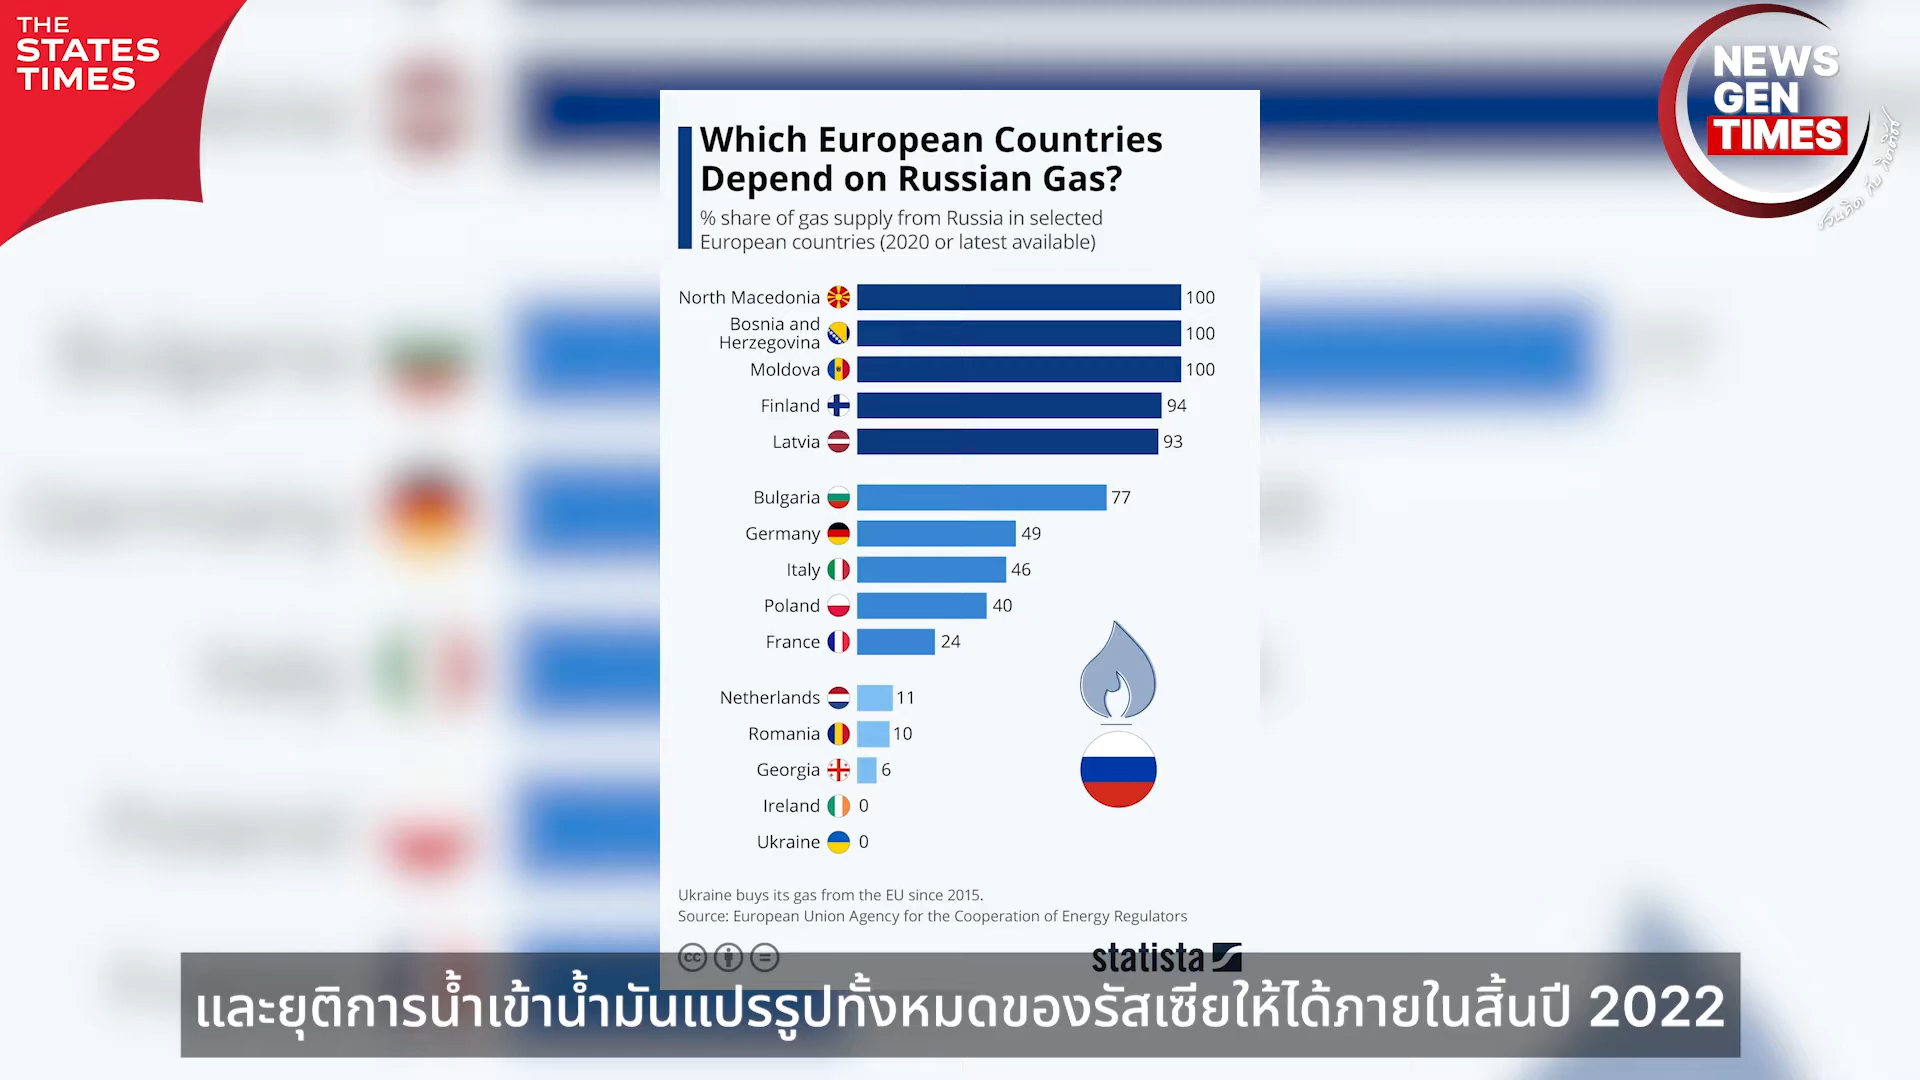 THE
STATES
TIMES
NEWS
GEN
TIMES
Which European Countries
Depend on Russian Gas?
% share of gas supply from Russia in selected
European countries (2020 or latest available)
North Macedonia 100
Bosnia and
Herzegovina 100
Moldova 100
Finland 94
Latvia 93
Bulgaria 77
Germany 49
Italy 46
Poland 40
France 24
Netherlands 11
Romania 10
Georgia 6
Ireland 0
Ukraine 0
Ukraine buys its gas from the EU since 2015.
Source: European Union Agency for the Cooperation of Energy Regulators
cc
statista
และยุติการน้ำเข้าน้ำมันแปรรูปทั้งหมดของรัสเซียให้ได้ภายในสิ้นปี 2022